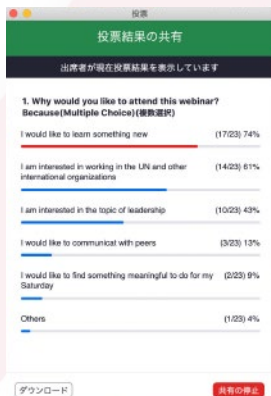 投票
投票結果の共有
出席者が現在投票結果を表示しています
1. Why would you like to attend this webinar?
Because(Multiple Choice)(複数選択)
I would like to learn something new (17/23) 74%
I am interested in working in the UN and other (14/23) 61%
international organizations
I am interested in the topic of leadership (10/23) 43%
I would like to communicat with peers (3/23) 13%
I would like to find something meaningful to do for my (2/23) 9%
Saturday
Others (1/23) 4%
ダウンロード 共有の停止